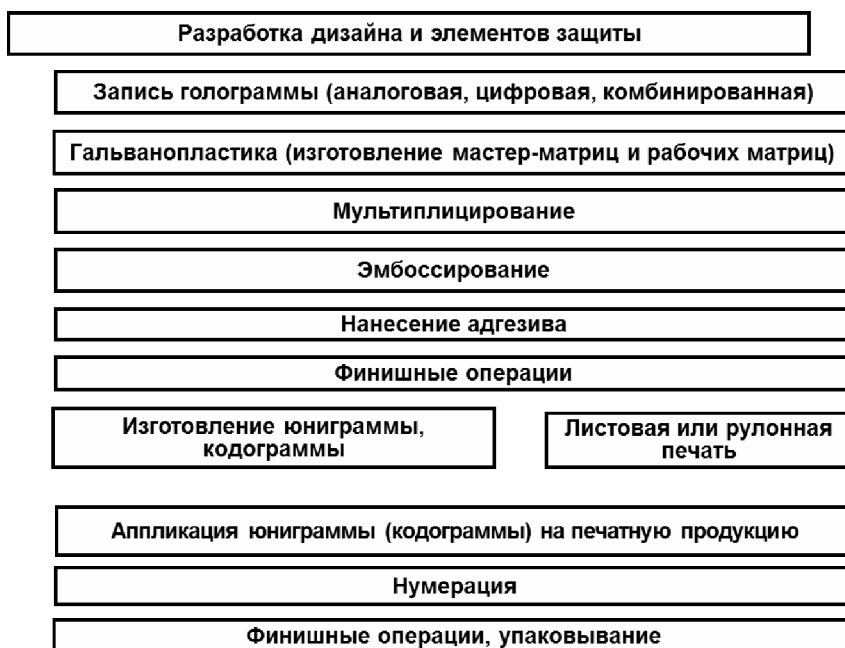 Разработка дизайна и элементов защиты
Запись голограммы (аналоговая, цифровая, комбинированная)
Гальванопластика (изготовление мастер-матриц и рабочих матриц)
Мультиплицирование
Эмбоссирование
Нанесение адгезива
Финишные операции
Изготовление юниграммы,
кодограммы
Листовая или рулонная
печать
Аппликация юниграммы (кодограммы) на печатную продукцию
Нумерация
Финишные операции, упаковывание